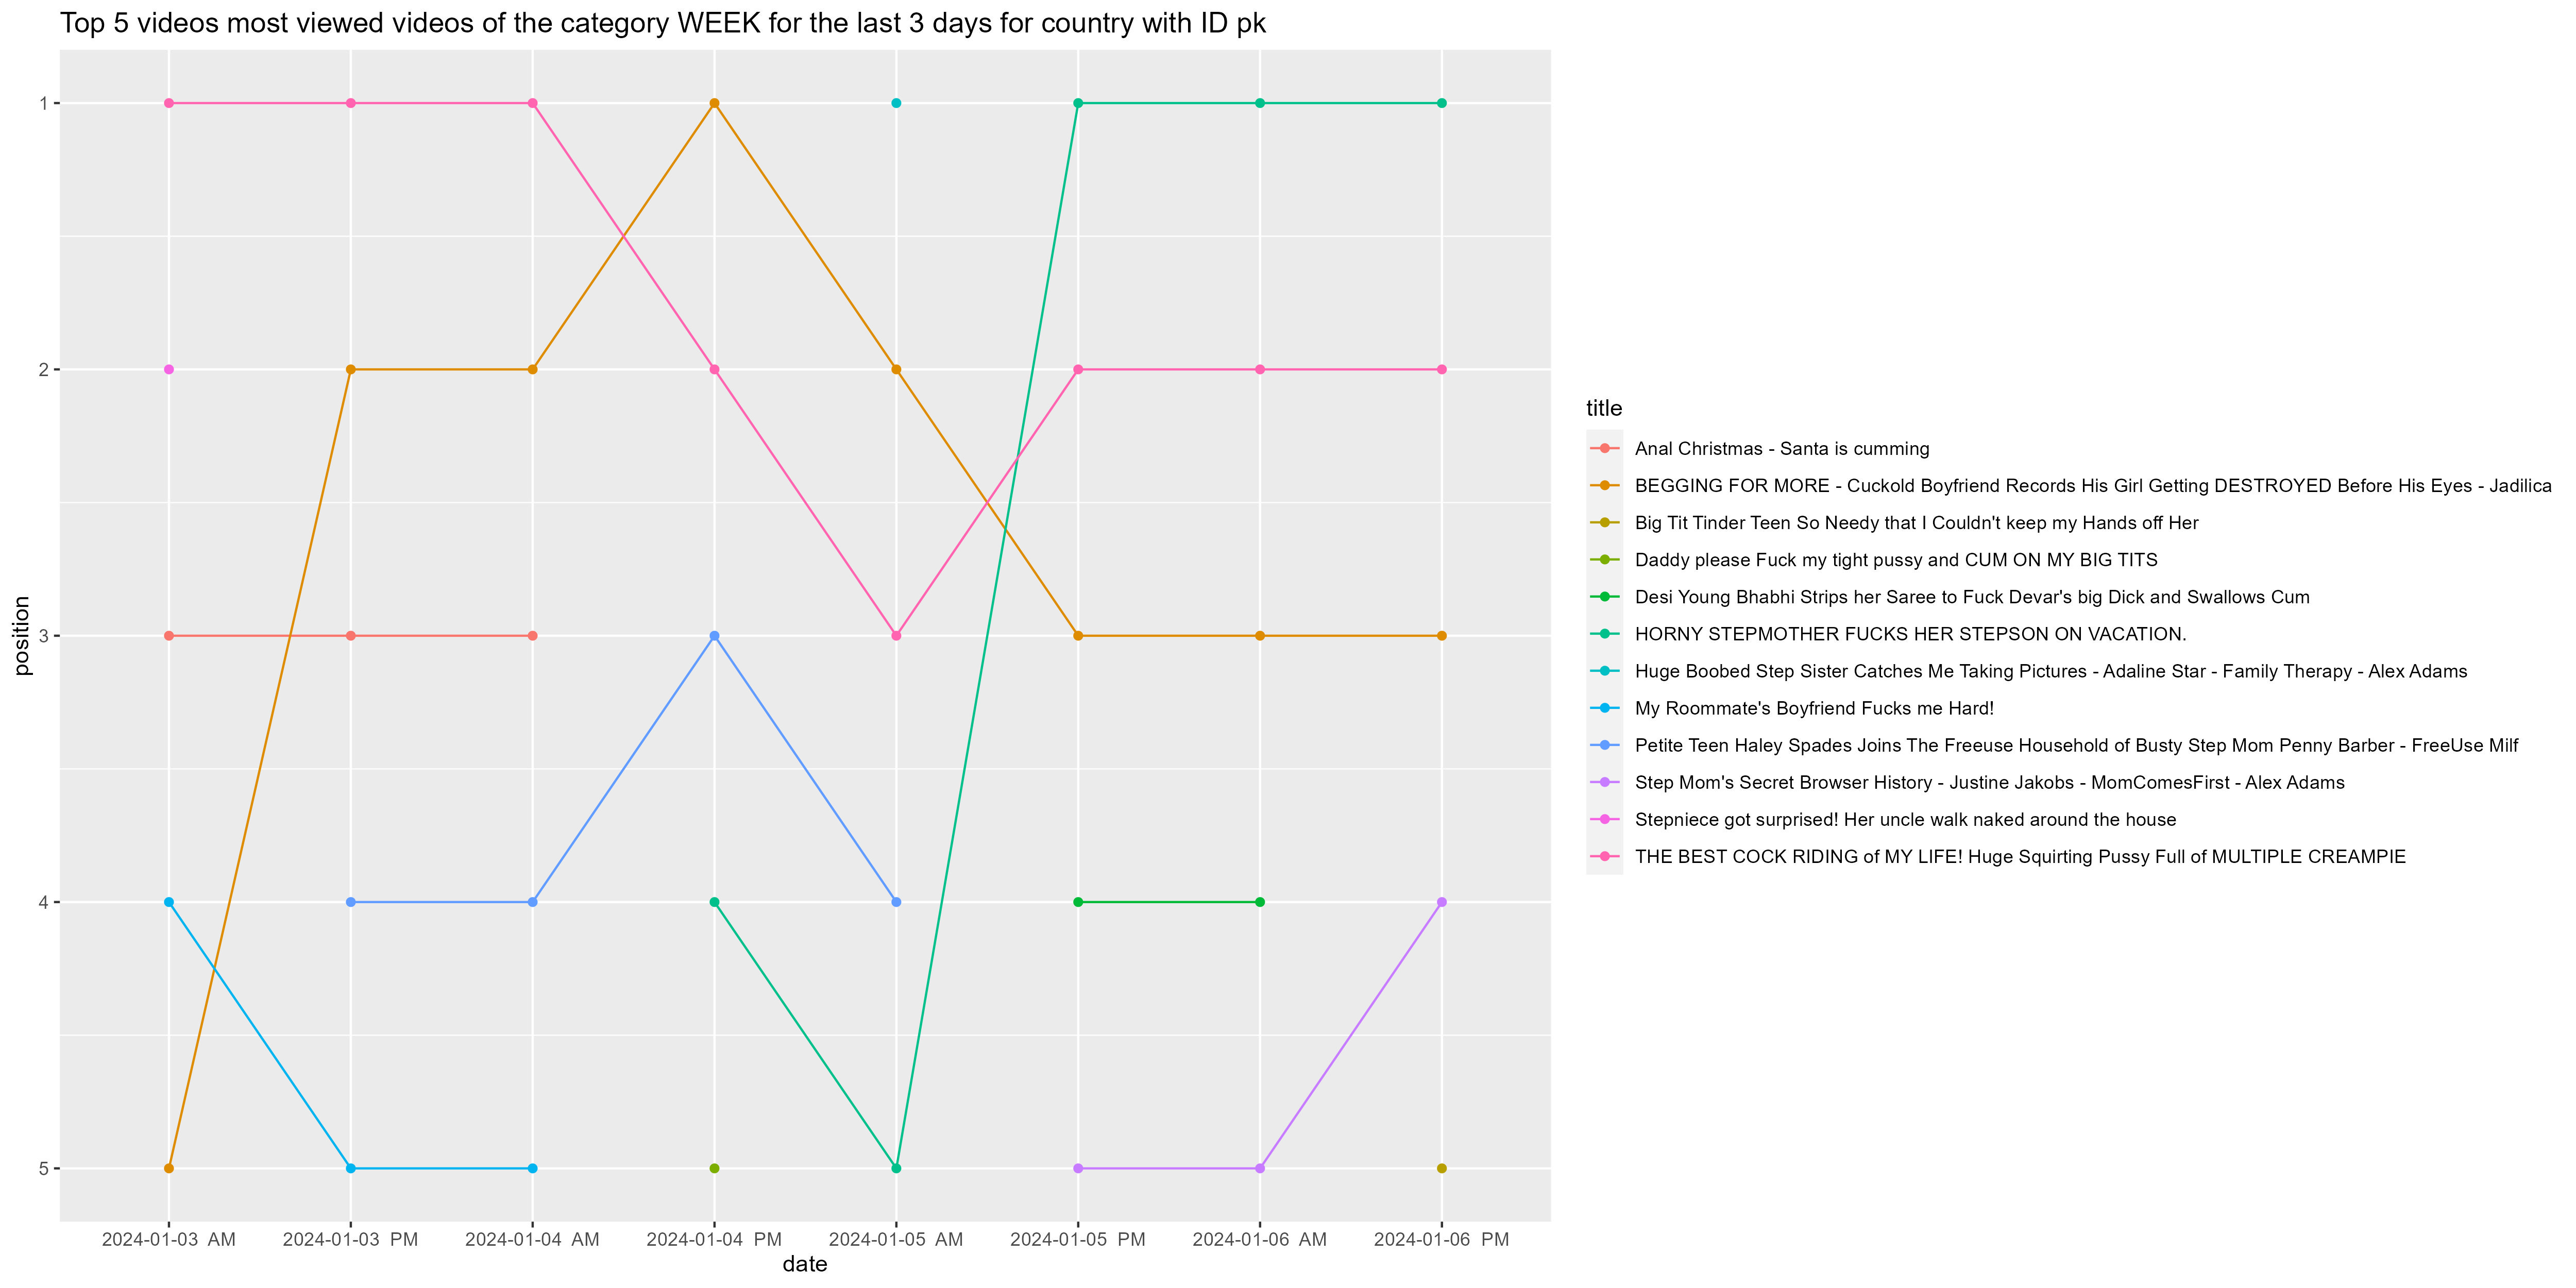 Top 5 videos most viewed videos of the category WEEK for the last 3 days for country with ID pk
1
2
3
4
5
position
2024-01-03 AM
2024-01-03 PM
2024-01-04 AM
2024-01-04 PM
2024-01-05 AM
2024-01-05 PM
2024-01-06 AM
2024-01-06 PM
date
title
Anal Christmas - Santa is cumming
BEGGING FOR MORE - Cuckold Boyfriend Records His Girl Getting DESTROYED Before His Eyes - Jadilica
Big Tit Tinder Teen So Needy that I Couldn't keep my Hands off Her
Daddy please Fuck my tight pussy and CUM ON MY BIG TITS
Desi Young Bhabhi Strips her Saree to Fuck Devar's big Dick and Swallows Cum
HORNY STEPMOTHER FUCKS HER STEPSON ON VACATION.
Huge Boobed Step Sister Catches Me Taking Pictures - Adaline Star - Family Therapy - Alex Adams
My Roommate's Boyfriend Fucks me Hard!
Petite Teen Haley Spades Joins The Freeuse Household of Busty Step Mom Penny Barber - FreeUse Milf
Step Mom's Secret Browser History - Justine Jakobs - MomComesFirst - Alex Adams
Stepniece got surprised! Her uncle walk naked around the house
THE BEST COCK RIDING of MY LIFE! Huge Squirting Pussy Full of MULTIPLE CREAMPIE